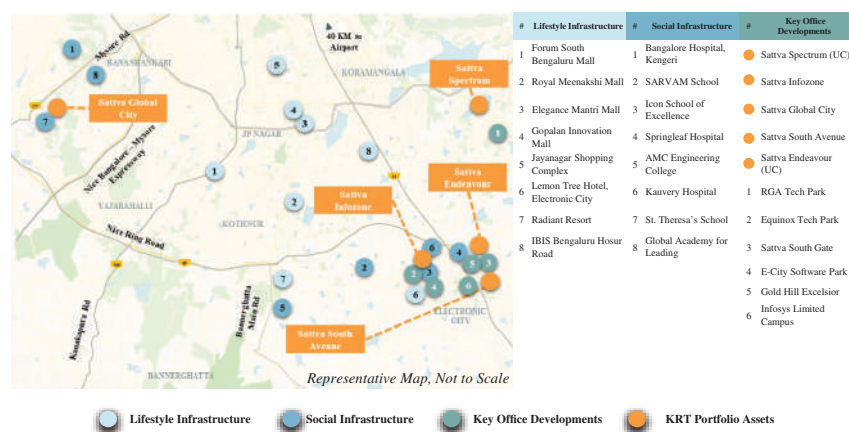 Mysore Rd
BANASHANKARI
40 KM to
Airport
KORAMANGALA
Sattva
Spectrum
Sattva Global
City
JP NAGAR
Nice Bangalore - Mysore
Expressway
VAJARAHALLI
Sattva
Infozone
Sattva
Endeavour
KOTHNUR
Nice Ring Road
Kanakapura Rd
Bannerghatta
Main Rd
ELECTRONIC
CITY
Sattva South
Avenue
BANNERGHATTA
Representative Map, Not to Scale
# Lifestyle Infrastructure # Social Infrastructure # Key Office Developments
1 Forum South Bengaluru Mall 1 Bangalore Hospital, Kengeri Sattva Spectrum (UC)
2 Royal Meenakshi Mall 2 SARVAM School Sattva Infozone
3 Elegance Mantri Mall 3 Icon School of Excellence Sattva Global City
4 Gopalan Innovation Mall 4 Springleaf Hospital Sattva South Avenue
5 Jayanagar Shopping Complex 5 AMC Engineering College Sattva Endeavour (UC)
6 Lemon Tree Hotel, Electronic City 6 Kauvery Hospital 1 RGA Tech Park
7 Radiant Resort 7 St. Theresa's School 2 Equinox Tech Park
8 IBIS Bengaluru Hosur Road 8 Global Academy for Leading 3 Sattva South Gate
4 E-City Software Park
5 Gold Hill Excelsior
6 Infosys Limited Campus
Lifestyle Infrastructure Social Infrastructure Key Office Developments KRT Portfolio Assets